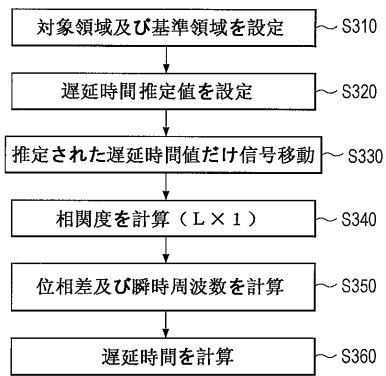 対象領域及び基準領域を設定 S310
遅延時間推定値を設定 S320
推定された遅延時間値だけ信号移動 S330
相関度を計算（Ｌ×１） S340
位相差及び瞬時周波数を計算 S350
遅延時間を計算 S360